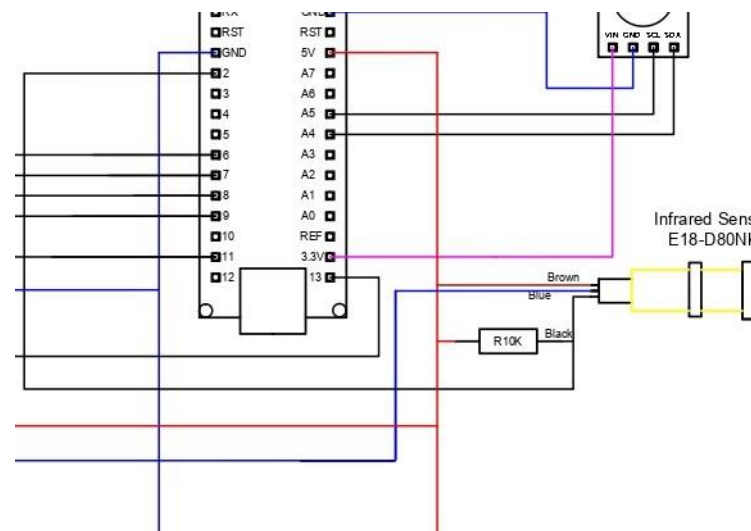 RX
GND
RST
RST
GND
5V
2
A7
3
A6
4
A5
5
A4
6
A3
7
A2
8
A1
9
A0
10
REF
11
3.3V
12
13
VIN GND SCL SDA
Infrared Sens
E18-D80N
Brown
Blue
Black
R10K